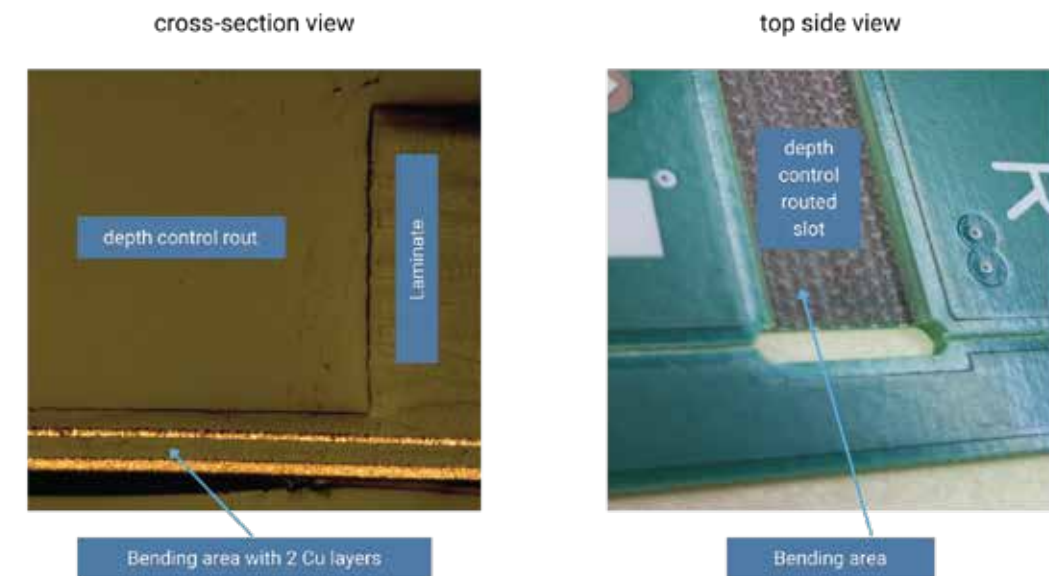 cross-section view
top side view
depth control rout
Laminate
depth
control
routed
slot
Bending area with 2 Cu layers
Bending area